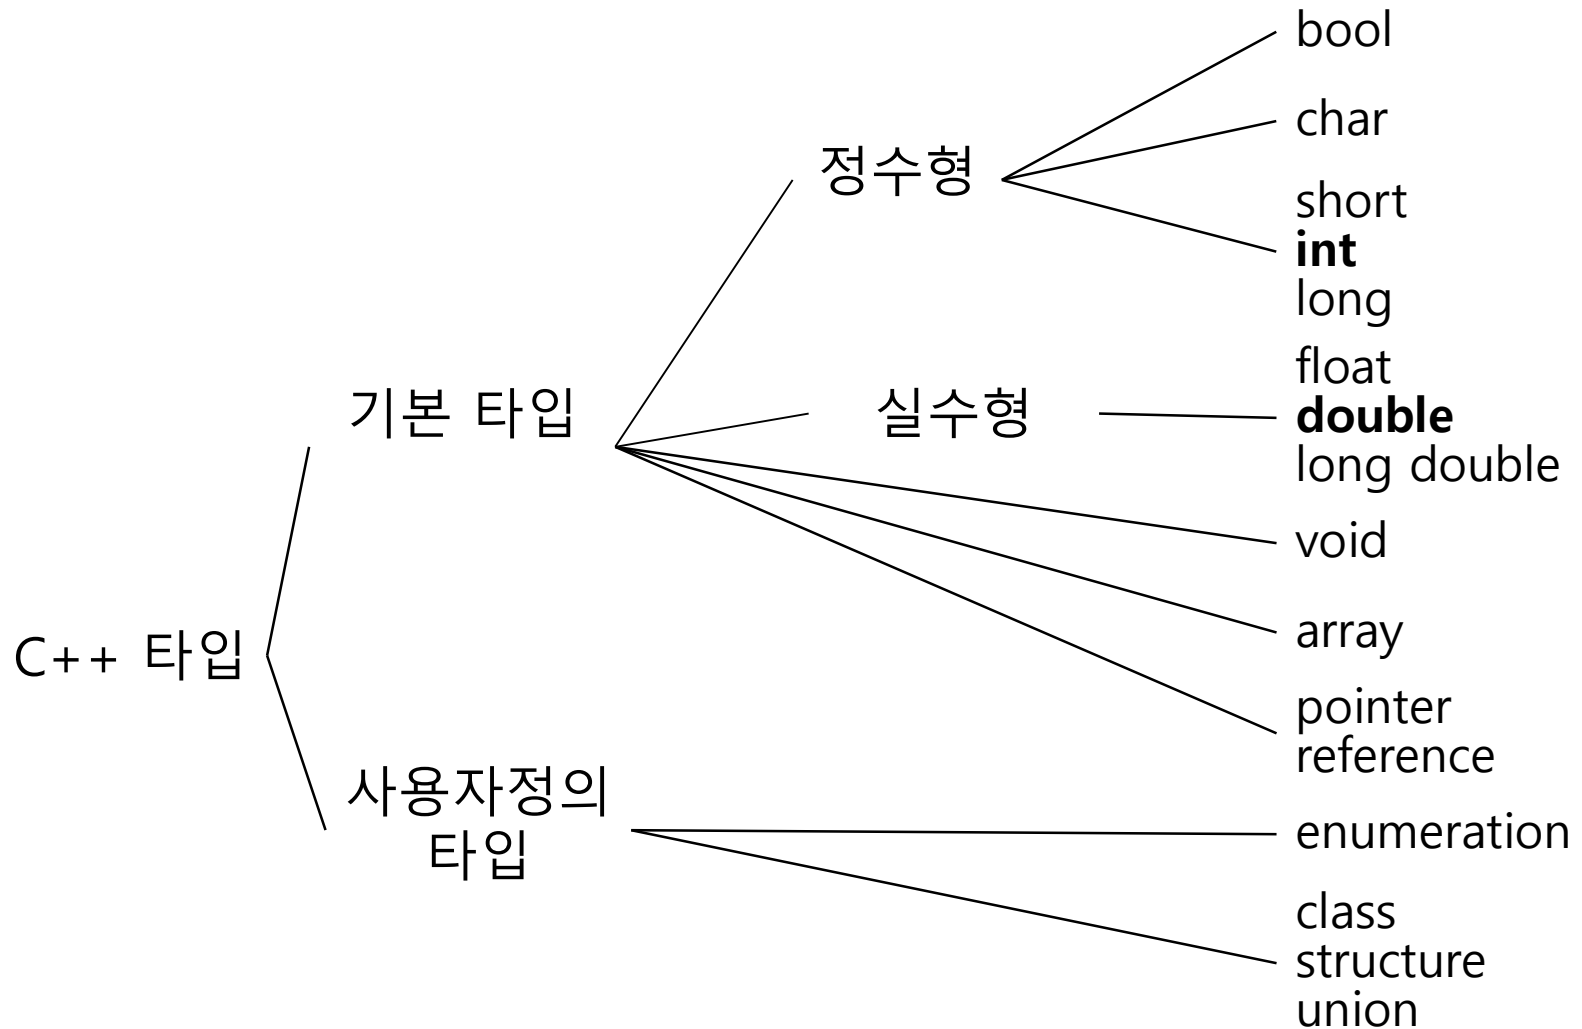 C++ 타입
기본 타입
정수형
bool
char
short
int
long
실수형
float
double
long double
void
array
pointer
reference
사용자정의
타입
enumeration
class
structure
union